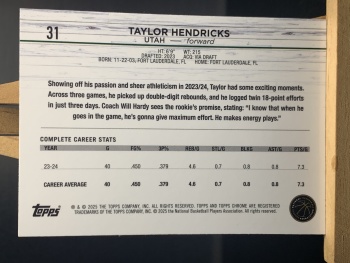 31
TAYLOR HENDRICKS
UTAH — forward
HT: 6'9" WT: 215
DRAFTED: 2023 ACQ: VIA DRAFT
BORN: 11-22-03, FORT LAUDERDALE, FL HOME: FORT LAUDERDALE, FL
Showing off his passion and sheer athleticism in 2023/24, Taylor had some exciting moments.
Across three games, he picked up double-digit rebounds, and he logged twin 18-point efforts
in just three days. Coach Will Hardy sees the rookie's promise, stating: "I know that when he
goes in the game, he's gonna give maximum effort. He makes energy plays."
COMPLETE CAREER STATS
YEAR G FG% 3P% REB/G STL/G BLKG AST/G PTS/G
23-24 40 .450 .379 4.6 0.7 0.8 0.8 7.3
CAREER AVERAGE 40 .450 .379 4.6 0.7 0.8 0.8 7.3
Topps
® & © 2025 THE TOPPS COMPANY, INC. ALL RIGHTS RESERVED. TOPPS AND TOPPS CHROME ARE REGISTERED
TRADEMARKS OF THE TOPPS COMPANY, INC. © 2025 the National Basketball Players Association. All rights reserved.